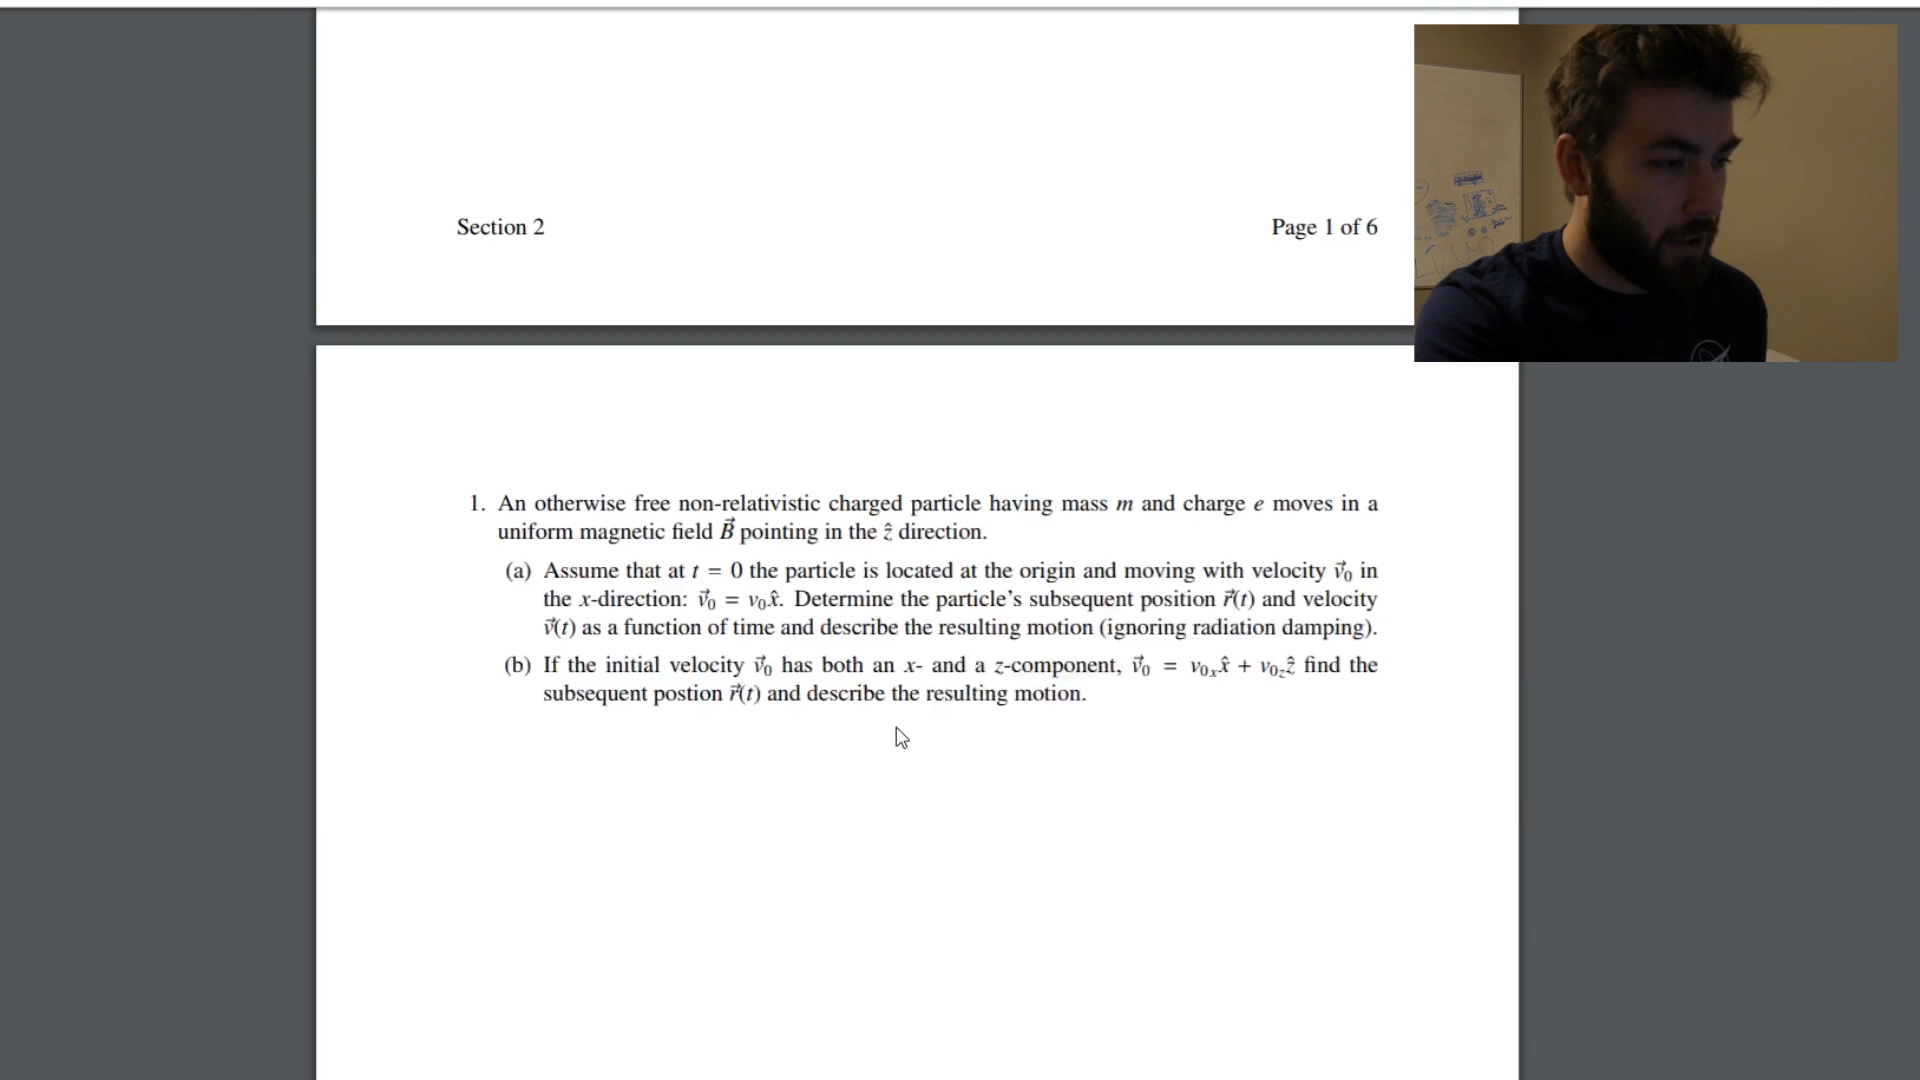 Section 2
Page 1 of 6
1. An otherwise free non-relativistic charged particle having mass m and charge e moves in a
uniform magnetic field B⃗ pointing in the ẑ direction.
(a) Assume that at t = 0 the particle is located at the origin and moving with velocity v⃗₀ in
the x-direction: v⃗₀ = v₀x̂. Determine the particle's subsequent position r⃗(t) and velocity
v⃗(t) as a function of time and describe the resulting motion (ignoring radiation damping).
(b) If the initial velocity v⃗₀ has both an x- and a z-component, v⃗₀ = v₀ₓx̂ + v₀_zẑ find the
subsequent postion r⃗(t) and describe the resulting motion.